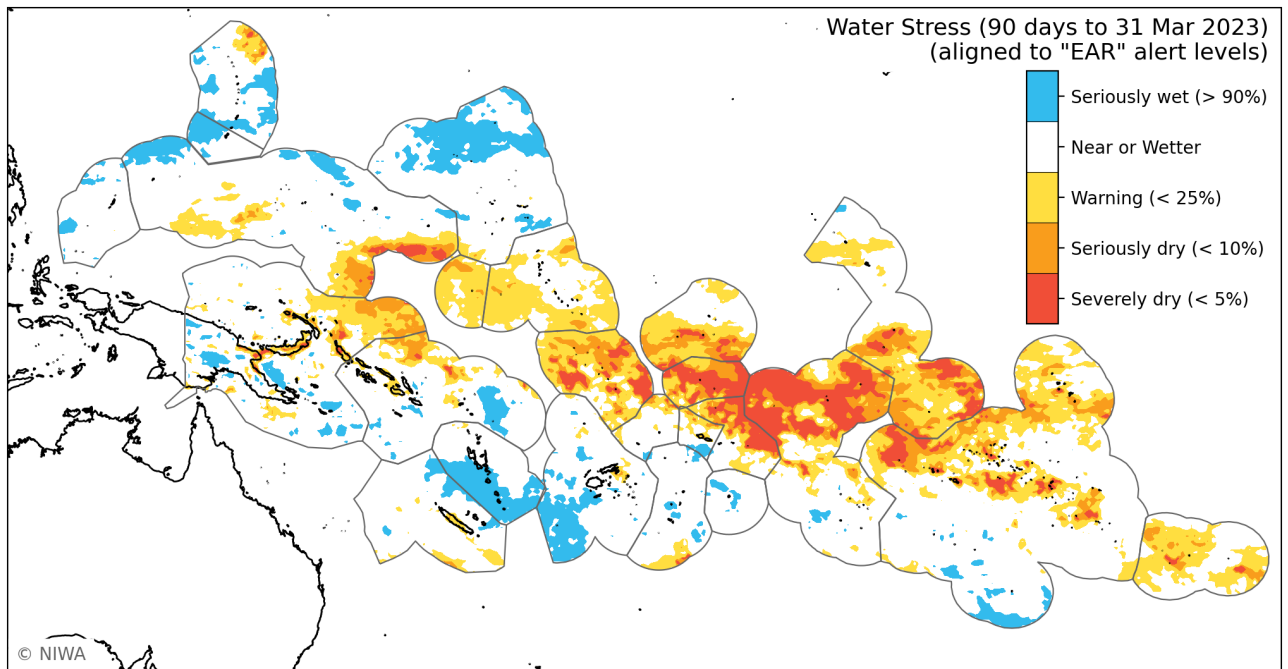 Water Stress (90 days to 31 Mar 2023)
(aligned to "EAR" alert levels)
Seriously wet (> 90%)
Near or Wetter
Warning (< 25%)
Seriously dry (< 10%)
Severely dry (< 5%)
© NIWA